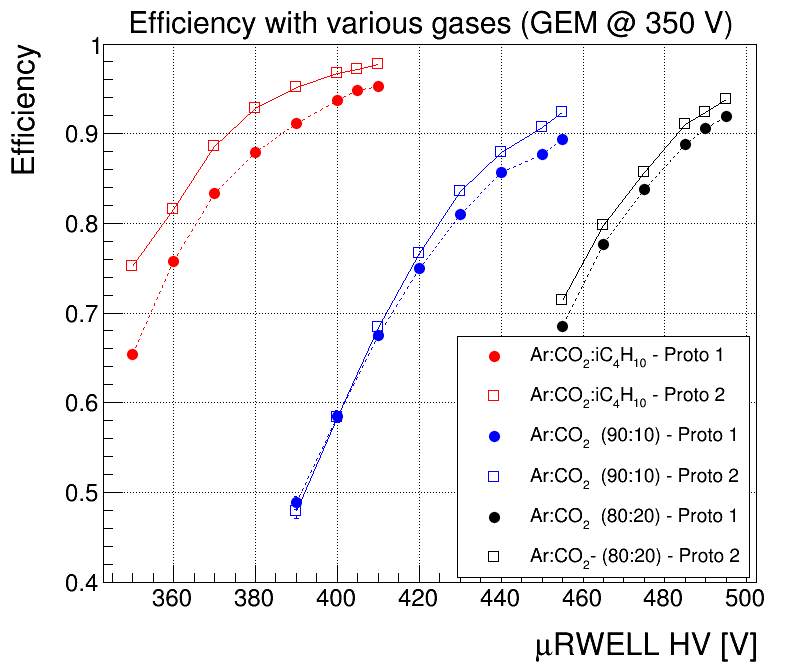 Efficiency with various gases (GEM @ 350 V)
Efficiency
1
0.9
0.8
0.7
0.6
0.5
0.4
Ar:CO₂:iC₄H₁₀ - Proto 1
Ar:CO₂:iC₄H₁₀ - Proto 2
Ar:CO₂ (90:10) - Proto 1
Ar:CO₂ (90:10) - Proto 2
Ar:CO₂ (80:20) - Proto 1
Ar:CO₂- (80:20) - Proto 2
360 380 400 420 440 460 480 500
μRWELL HV [V]